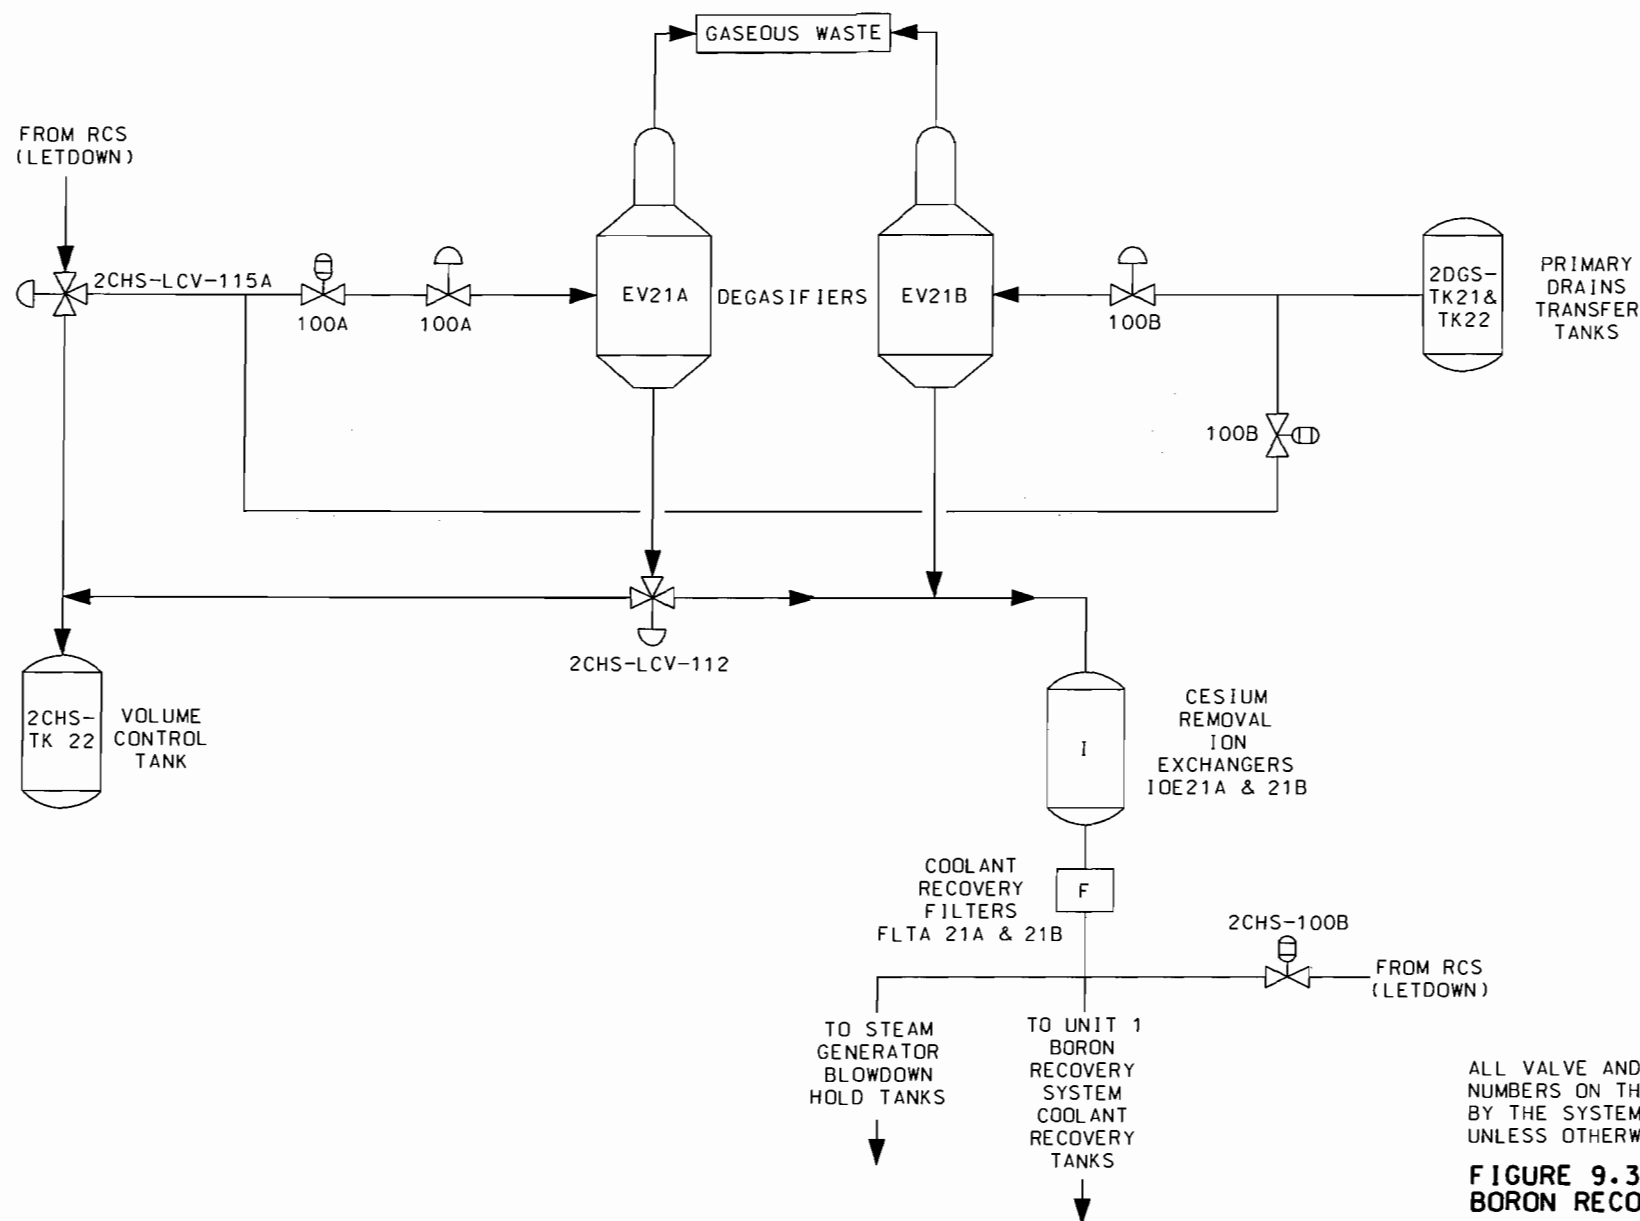 GASEOUS WASTE
FROM RCS
(LETDOWN)
2CHS-LCV-115A
100A
100A
EV21A
DEGASIFIERS
EV21B
100B
2DGS-
TK21&
TK22
PRIMARY
DRAINS
TRANSFER
TANKS
100B
2CHS-LCV-112
2CHS-
TK 22
VOLUME
CONTROL
TANK
I
CESIUM
REMOVAL
ION
EXCHANGERS
IOE21A & 21B
COOLANT
RECOVERY
FILTERS
FLTA 21A & 21B
F
2CHS-100B
FROM RCS
(LETDOWN)
TO STEAM
GENERATOR
BLOWDOWN
HOLD TANKS
TO UNIT 1
BORON
RECOVERY
SYSTEM
COOLANT
RECOVERY
TANKS
ALL VALVE AND
NUMBERS ON TH
BY THE SYSTEM
UNLESS OTHERW
FIGURE 9.3
BORON RECO